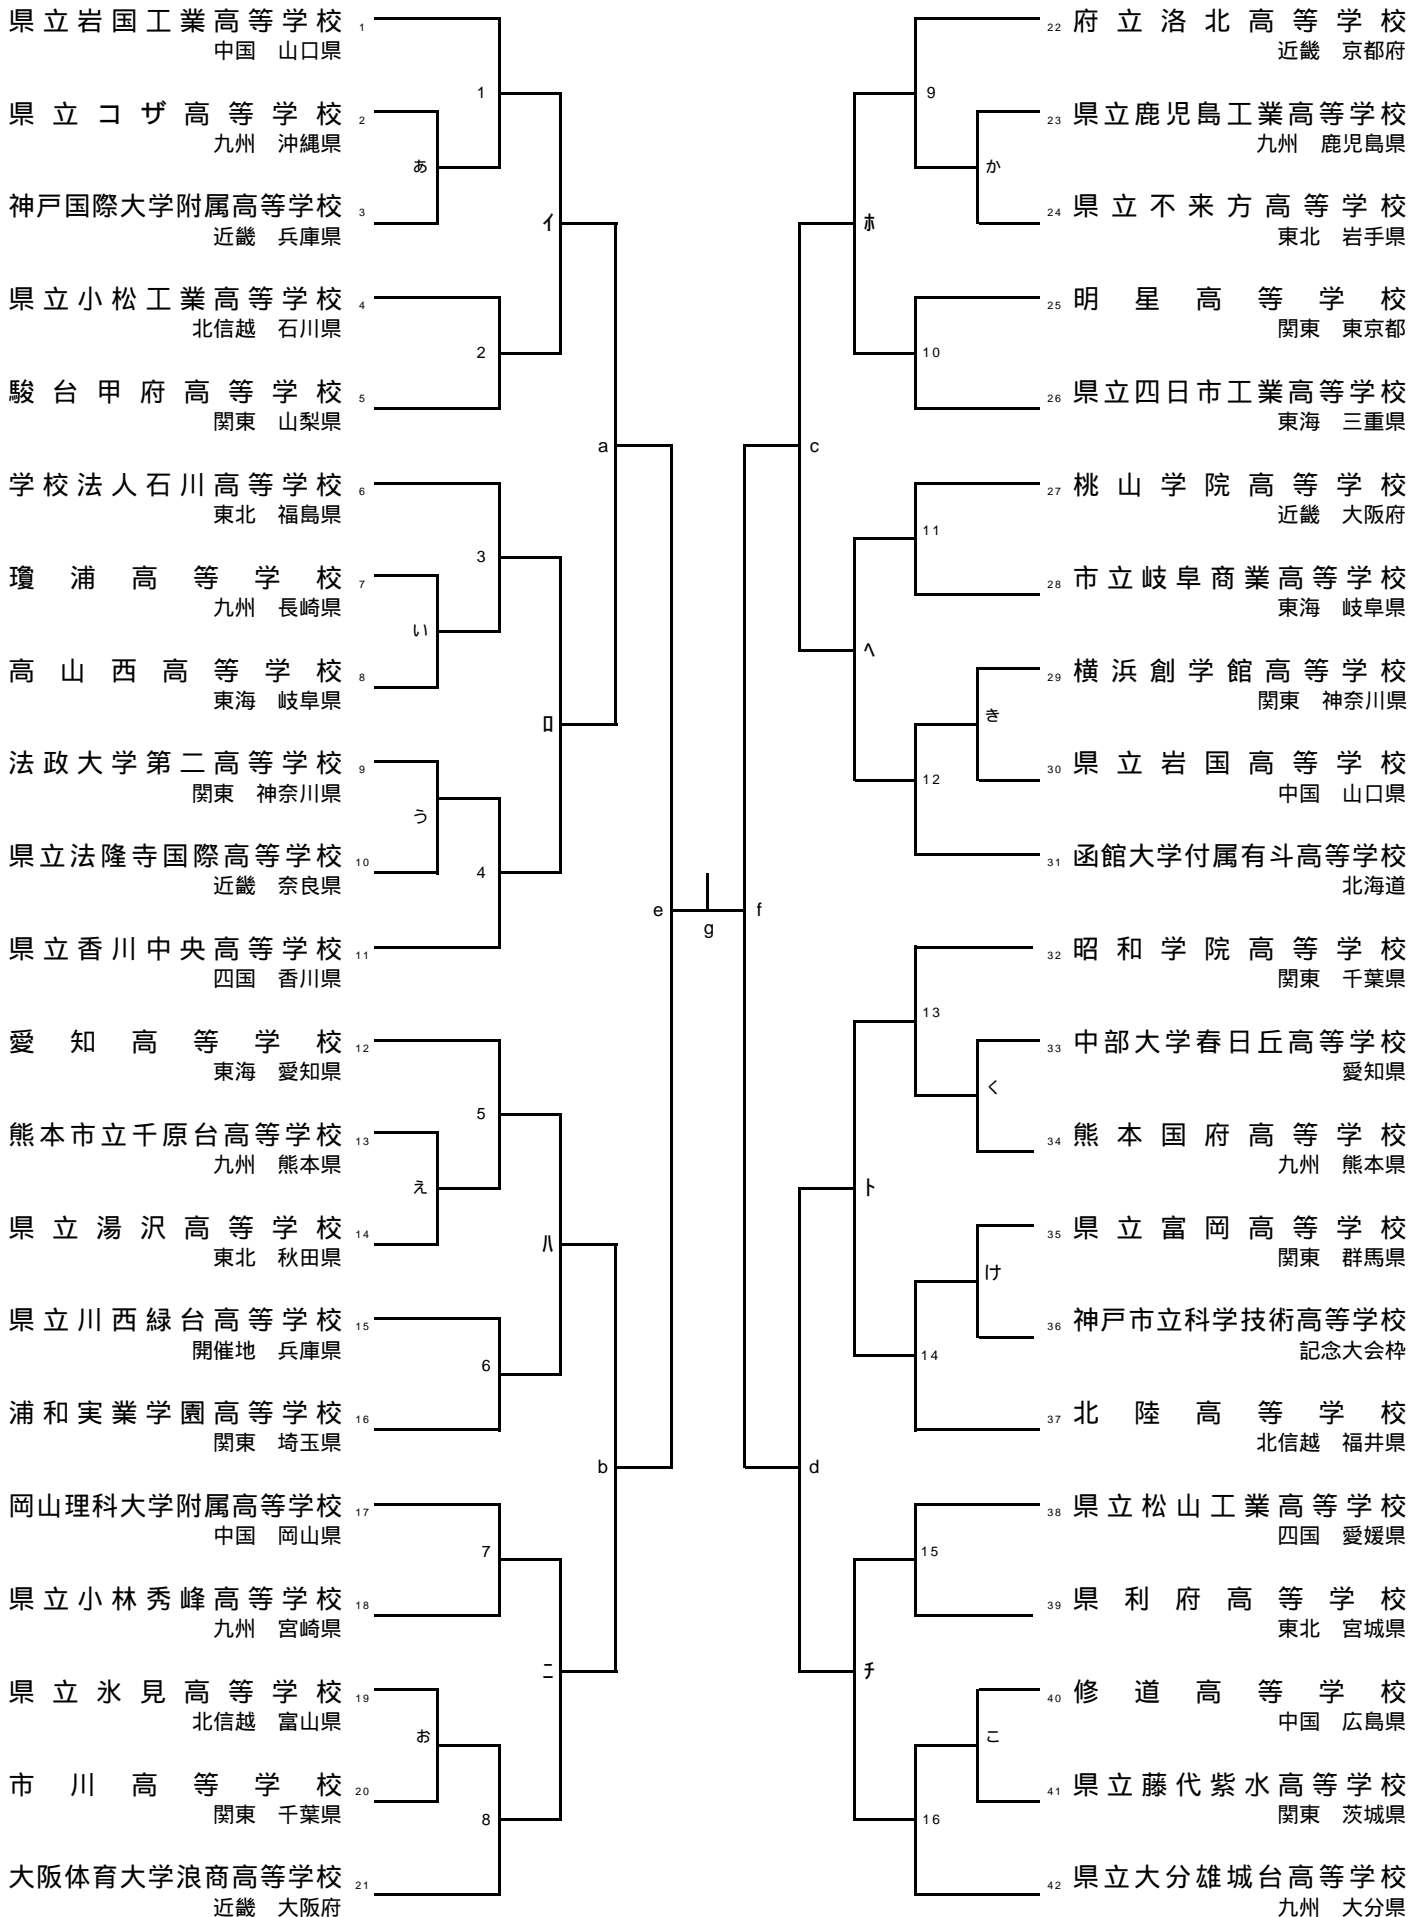 県立岩国工業高等学校 1
中国　山口県
県立コザ高等学校 2
九州　沖縄県
神戸国際大学附属高等学校 3
近畿　兵庫県
県立小松工業高等学校 4
北信越　石川県
駿台甲府高等学校 5
関東　山梨県
学校法人石川高等学校 6
東北　福島県
瓊浦高等学校 7
九州　長崎県
高山西高等学校 8
東海　岐阜県
法政大学第二高等学校 9
関東　神奈川県
県立法隆寺国際高等学校 10
近畿　奈良県
県立香川中央高等学校 11
四国　香川県
愛知高等学校 12
東海　愛知県
熊本市立千原台高等学校 13
九州　熊本県
県立湯沢高等学校 14
東北　秋田県
県立川西緑台高等学校 15
開催地　兵庫県
浦和実業学園高等学校 16
関東　埼玉県
岡山理科大学附属高等学校 17
中国　岡山県
県立小林秀峰高等学校 18
九州　宮崎県
県立氷見高等学校 19
北信越　富山県
市川高等学校 20
関東　千葉県
大阪体育大学浪商高等学校 21
近畿　大阪府
あ
い
う
え
お
1
2
3
4
5
6
7
8
イ
ロ
ハ
ニ
a
b
e
g
f
c
d
ホ
ヘ
ト
チ
9
10
11
12
13
14
15
16
か
き
く
け
こ
22 府立洛北高等学校
近畿　京都府
23 県立鹿児島工業高等学校
九州　鹿児島県
24 県立不来方高等学校
東北　岩手県
25 明星高等学校
関東　東京都
26 県立四日市工業高等学校
東海　三重県
27 桃山学院高等学校
近畿　大阪府
28 市立岐阜商業高等学校
東海　岐阜県
29 横浜創学館高等学校
関東　神奈川県
30 県立岩国高等学校
中国　山口県
31 函館大学付属有斗高等学校
北海道
32 昭和学院高等学校
関東　千葉県
33 中部大学春日丘高等学校
愛知県
34 熊本国府高等学校
九州　熊本県
35 県立富岡高等学校
関東　群馬県
36 神戸市立科学技術高等学校
記念大会枠
37 北陸高等学校
北信越　福井県
38 県立松山工業高等学校
四国　愛媛県
39 県利府高等学校
東北　宮城県
40 修道高等学校
中国　広島県
41 県立藤代紫水高等学校
関東　茨城県
42 県立大分雄城台高等学校
九州　大分県